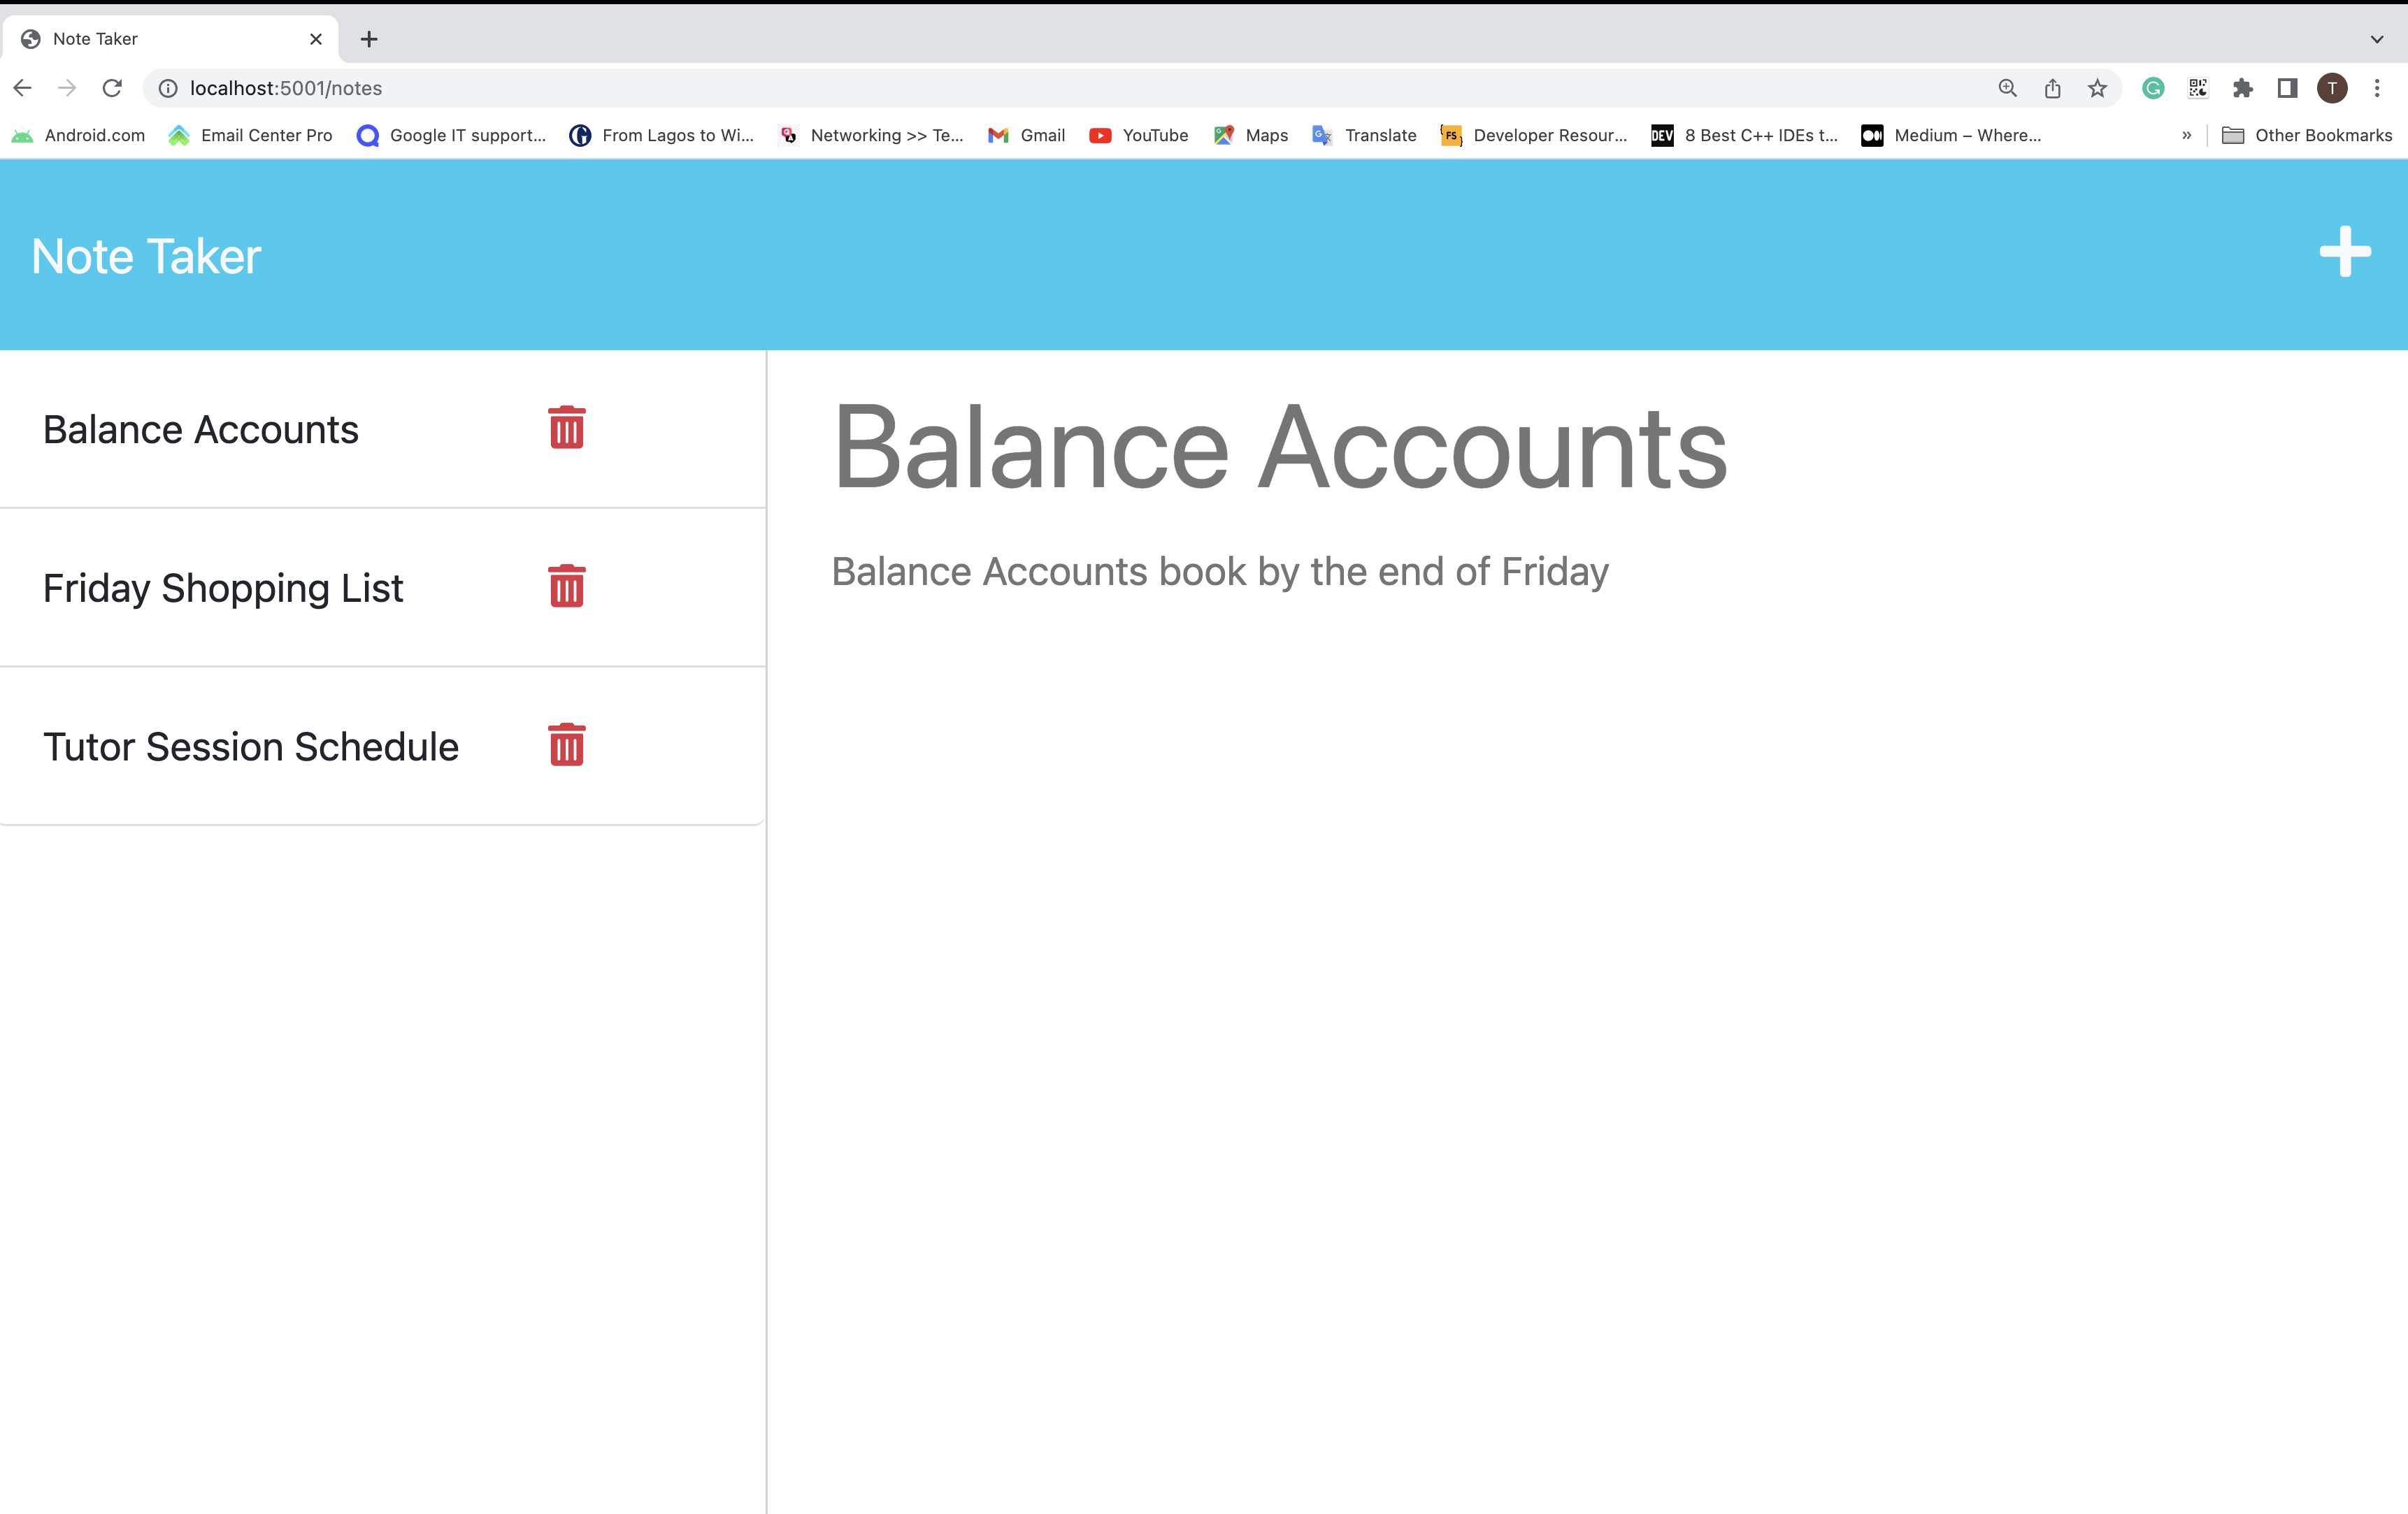 Note Taker
localhost:5001/notes
T
Android.com Email Center Pro Google IT support... From Lagos to Wi... Networking >> Te... Gmail YouTube Maps Translate FS Developer Resour... DEV 8 Best C++ IDEs t... Medium – Where... » Other Bookmarks
Note Taker
Balance Accounts
Friday Shopping List
Tutor Session Schedule
Balance Accounts
Balance Accounts book by the end of Friday